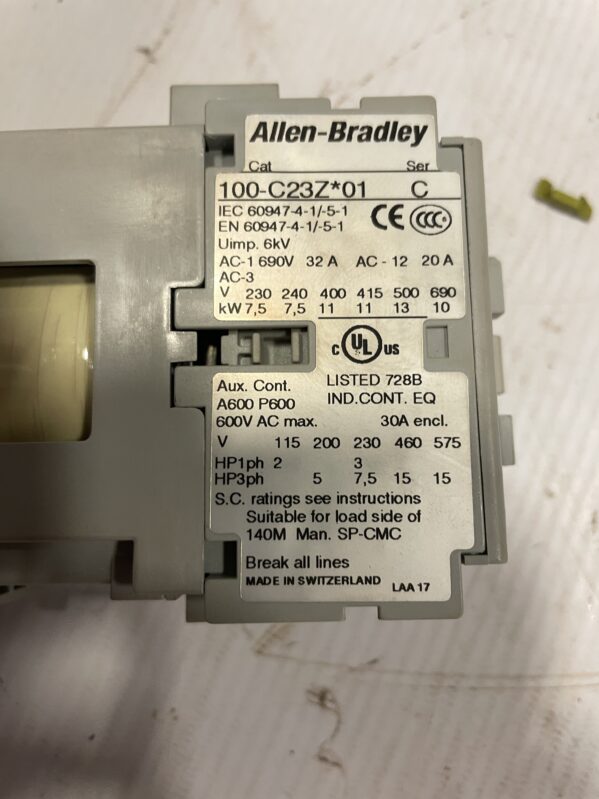 Allen-Bradley
Cat Ser
100-C23Z*01 C
IEC 60947-4-1/-5-1
EN 60947-4-1/-5-1
CE CCC
Uimp. 6kV
AC-1 690V 32 A AC - 12 20 A
AC-3
V 230 240 400 415 500 690
kW 7,5 7,5 11 11 13 10
c UL US
LISTED 728B
IND.CONT. EQ
Aux. Cont.
A600 P600
600V AC max. 30A encl.
V 115 200 230 460 575
HP1ph 2 3
HP3ph 5 7,5 15 15
S.C. ratings see instructions
Suitable for load side of
140M Man. SP-CMC
Break all lines
MADE IN SWITZERLAND LAA 17